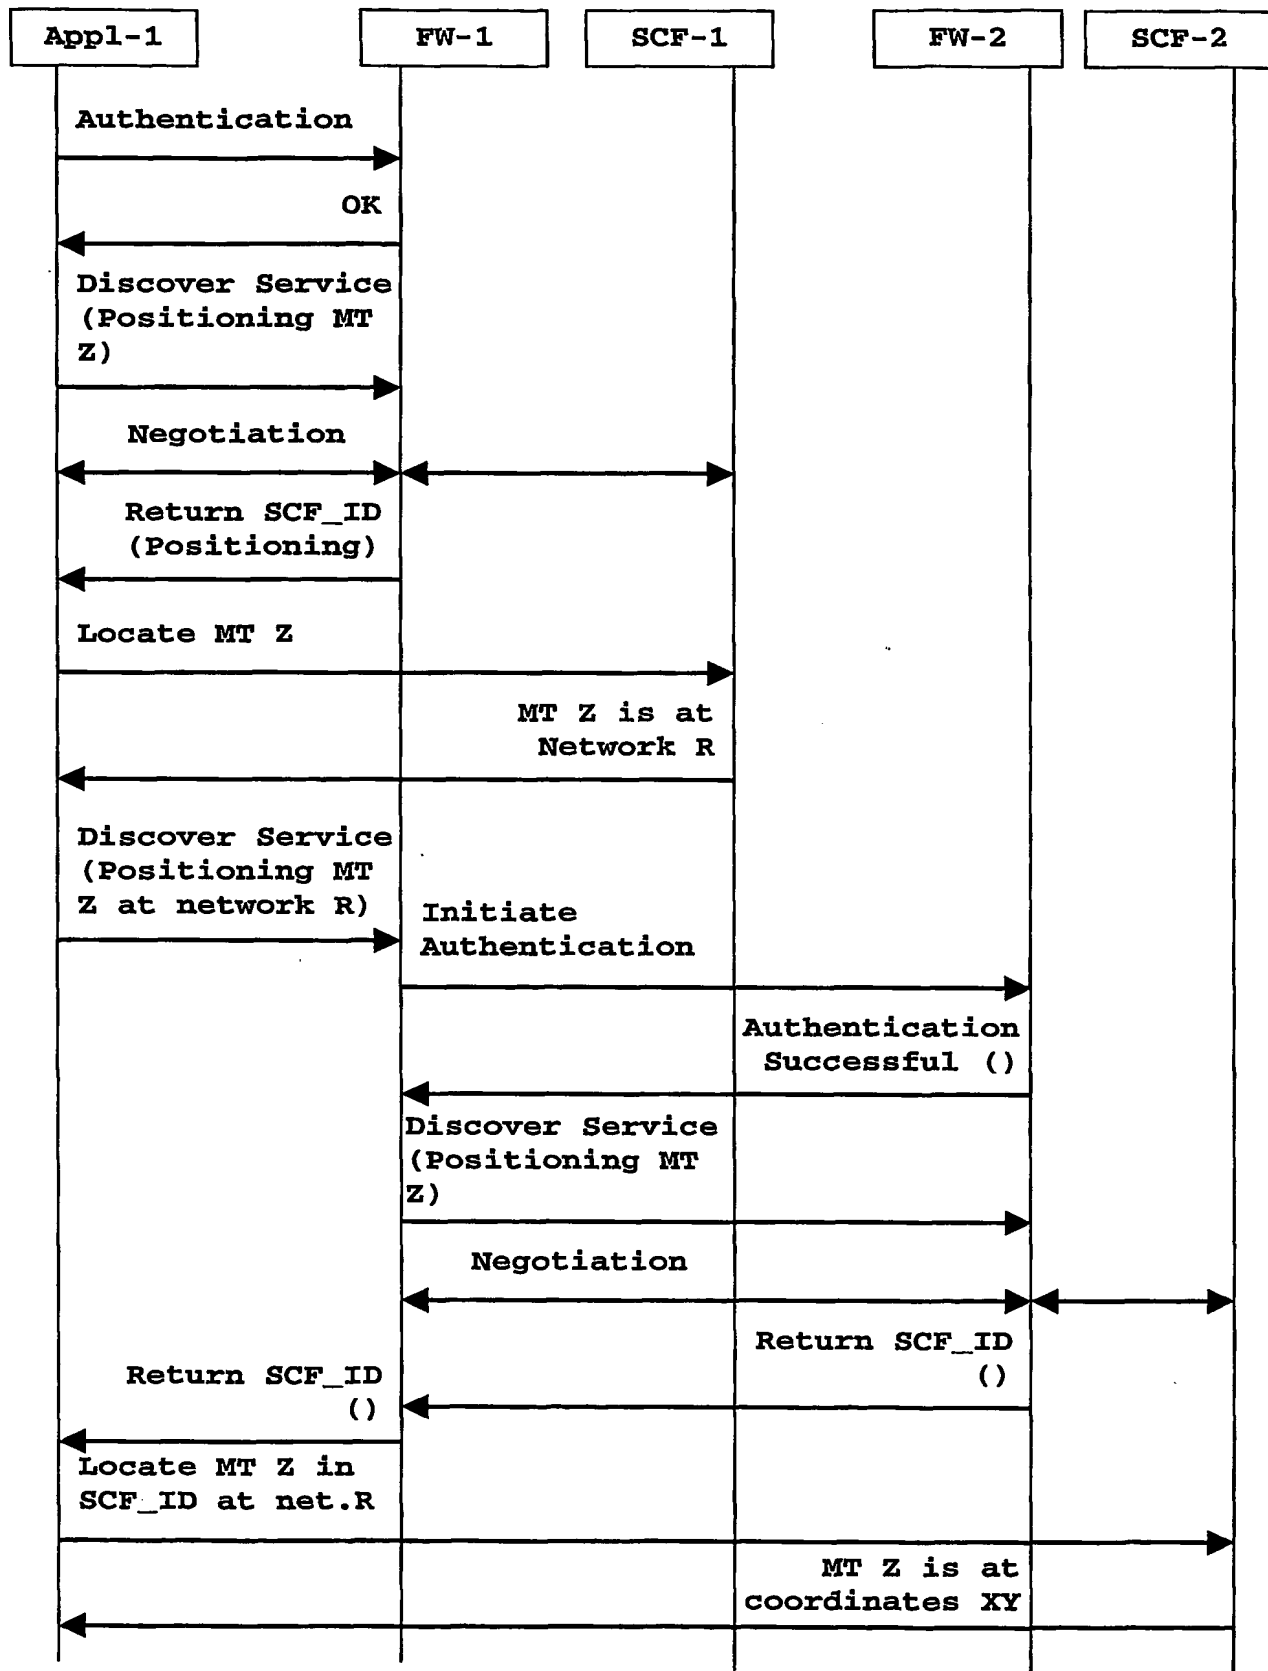 Appl-1
FW-1
SCF-1
FW-2
SCF-2
Authentication
OK
Discover Service
(Positioning MT
Z)
Negotiation
Return SCF_ID
(Positioning)
Locate MT Z
MT Z is at
Network R
Discover Service
(Positioning MT
Z at network R)
Initiate
Authentication
Authentication
Successful ()
Discover Service
(Positioning MT
Z)
Negotiation
Return SCF_ID
()
Return SCF_ID
()
Locate MT Z in
SCF_ID at net.R
MT Z is at
coordinates XY